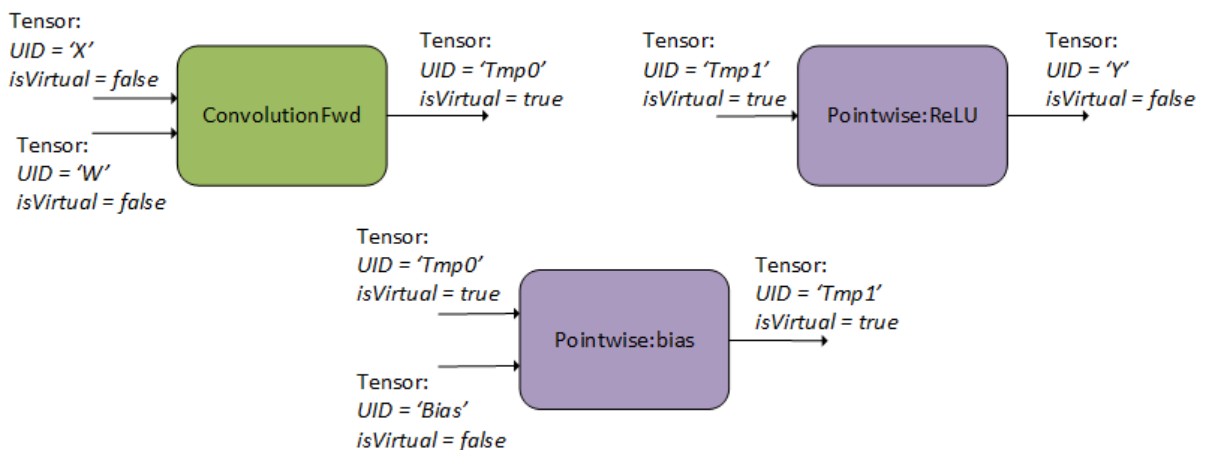 Tensor:
UID = ‘X’
isVirtual = false
Tensor:
UID = ‘W’
isVirtual = false
ConvolutionFwd
Tensor:
UID = ‘Tmp0’
isVirtual = true
Tensor:
UID = ‘Tmp1’
isVirtual = true
Pointwise:ReLU
Tensor:
UID = ‘Y’
isVirtual = false
Tensor:
UID = ‘Tmp0’
isVirtual = true
Tensor:
UID = ‘Bias’
isVirtual = false
Pointwise:bias
Tensor:
UID = ‘Tmp1’
isVirtual = true